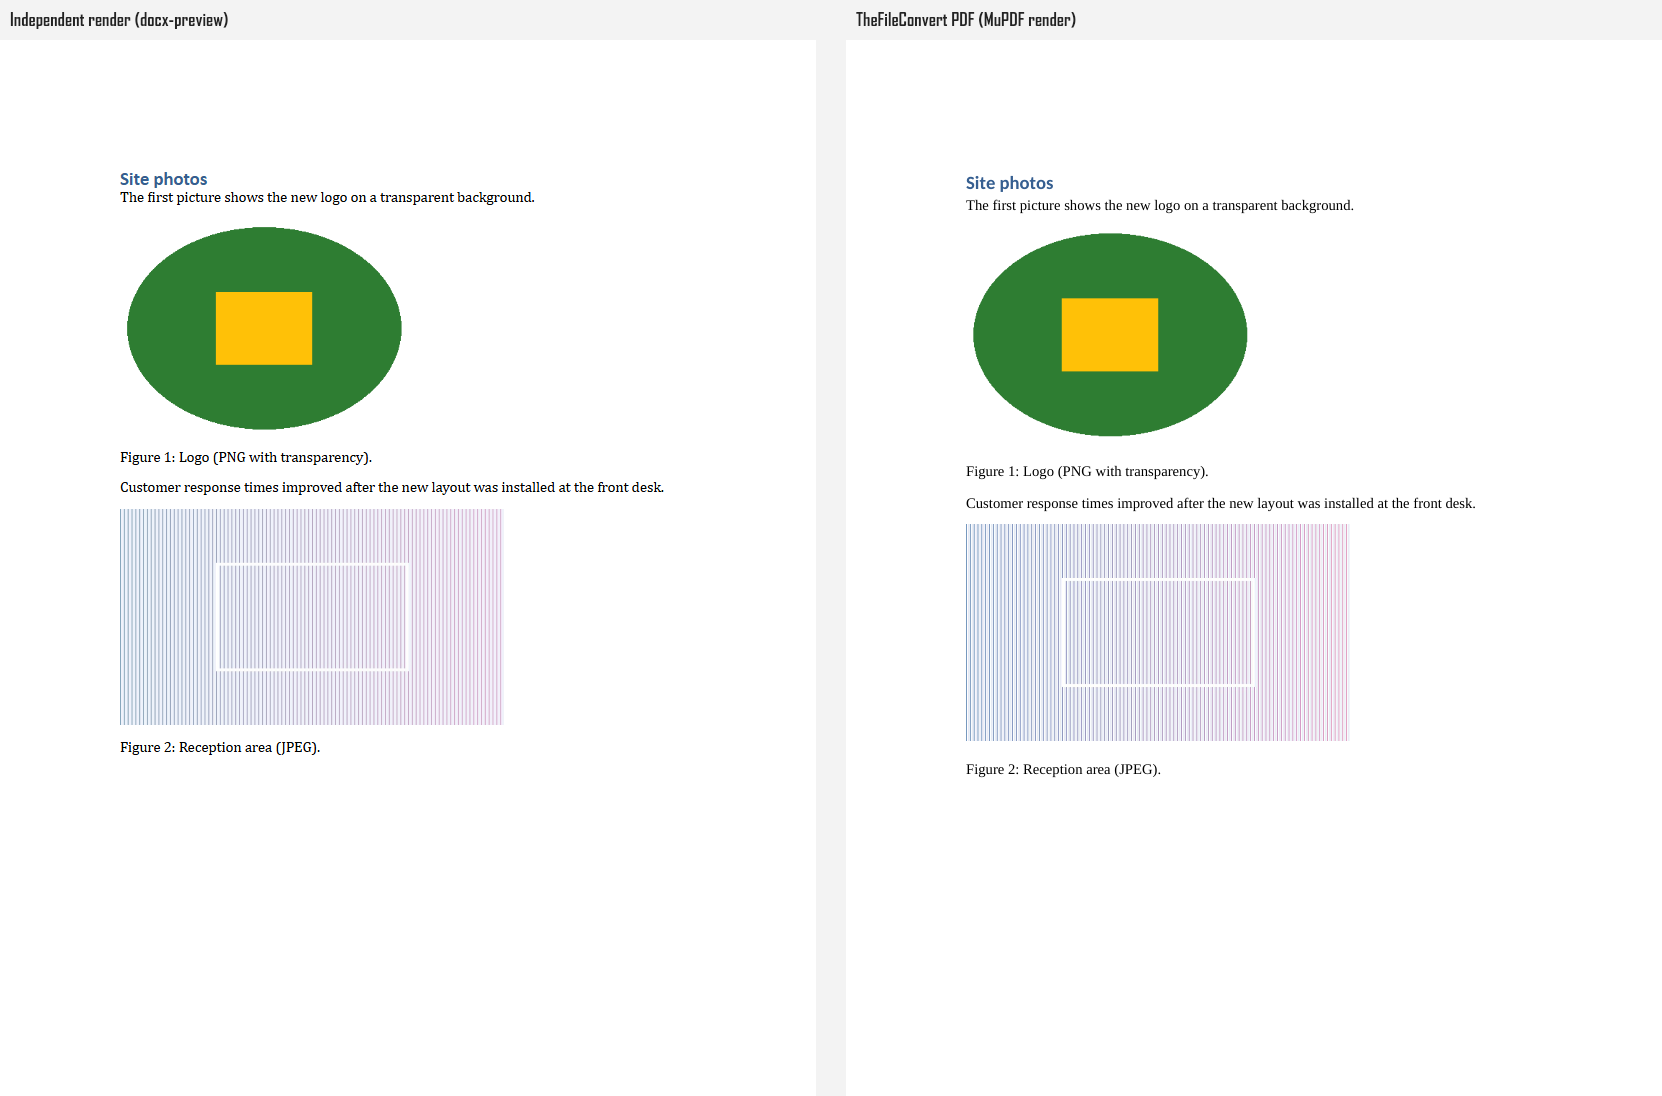 Independent render (docx-preview)
Site photos
The first picture shows the new logo on a transparent background.
Figure 1: Logo (PNG with transparency).
Customer response times improved after the new layout was installed at the front desk.
Figure 2: Reception area (JPEG).
TheFileConvert PDF (MuPDF render)
Site photos
The first picture shows the new logo on a transparent background.
Figure 1: Logo (PNG with transparency).
Customer response times improved after the new layout was installed at the front desk.
Figure 2: Reception area (JPEG).